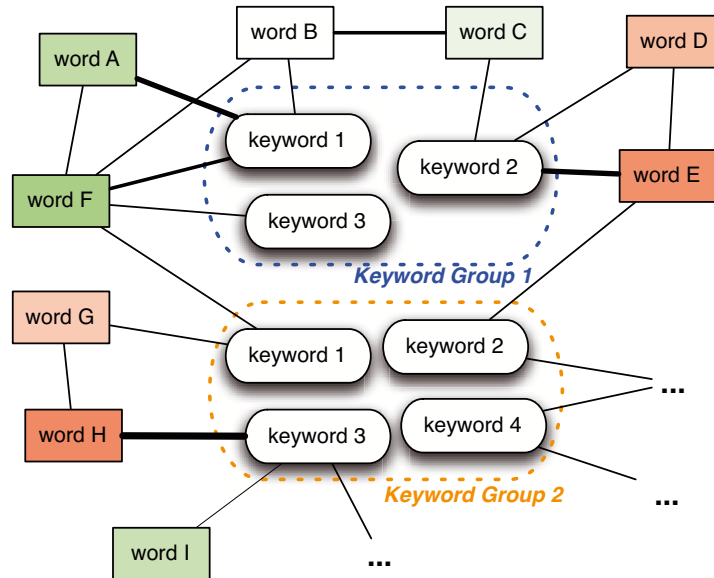 word B
word C
word D
word A
keyword 1
keyword 2
word E
word F
keyword 3
Keyword Group 1
word G
keyword 1
keyword 2
...
word H
keyword 3
keyword 4
Keyword Group 2
...
word I
...